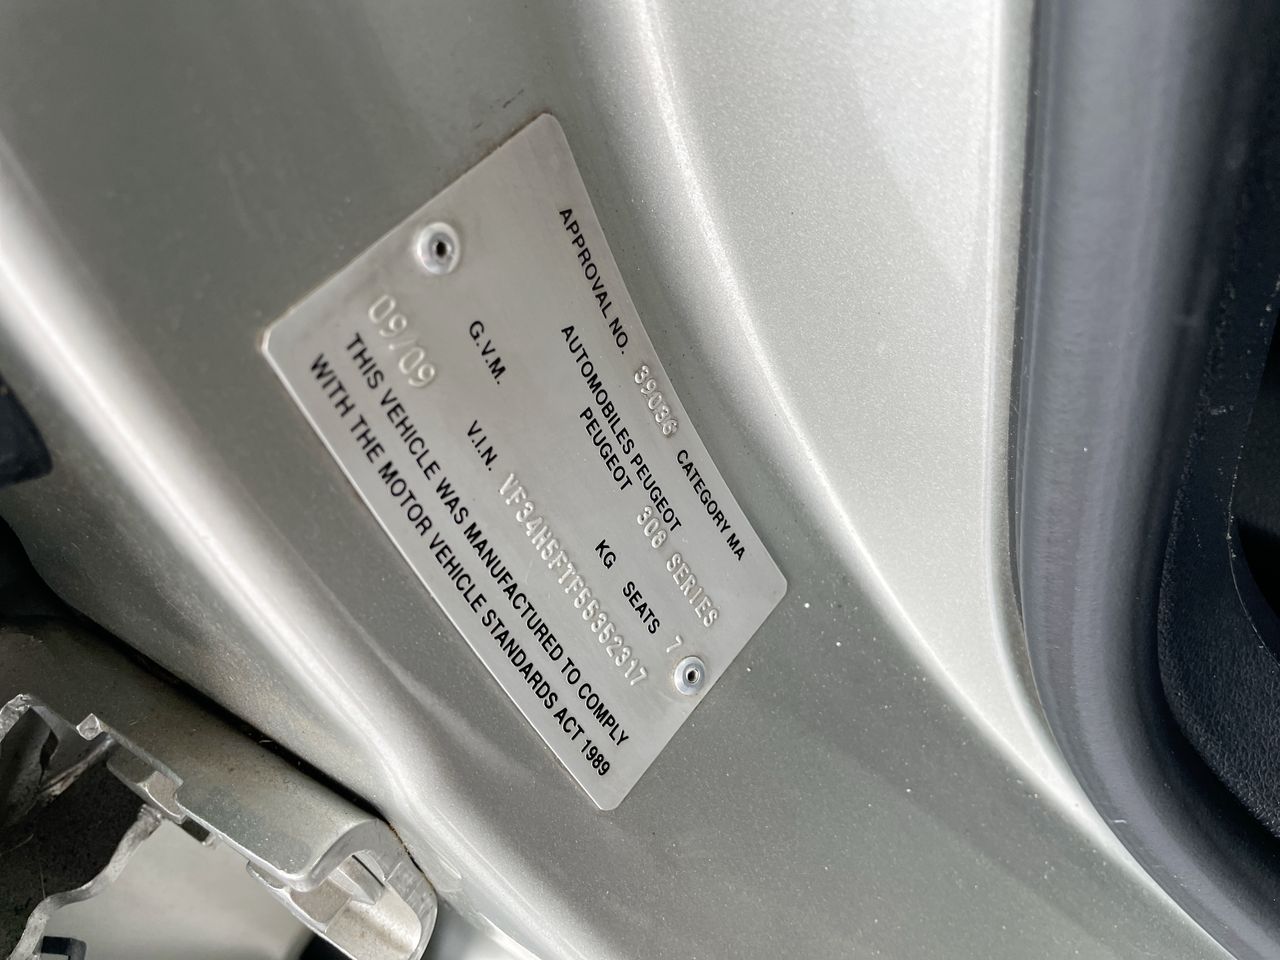 APPROVAL NO. 39036 CATEGORY MA
AUTOMOBILES PEUGEOT
PEUGEOT 308 SERIES
G.V.M. KG SEATS 7
V.I.N. VF34H5FTF55352317
09/09
THIS VEHICLE WAS MANUFACTURED TO COMPLY
WITH THE MOTOR VEHICLE STANDARDS ACT 1989